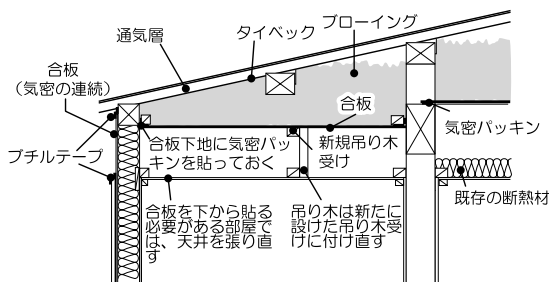 ブローイング
タイベック
通気層
合板
（気密の連続）
合板
気密パッキン
合板下地に気密パッ
キンを貼っておく
新規吊り木
受け
ブチルテープ
既存の断熱材
合板を下から貼る
必要がある部屋で
は、天井を張り直
す
吊り木は新たに
設けた吊り木受
けに付け直す